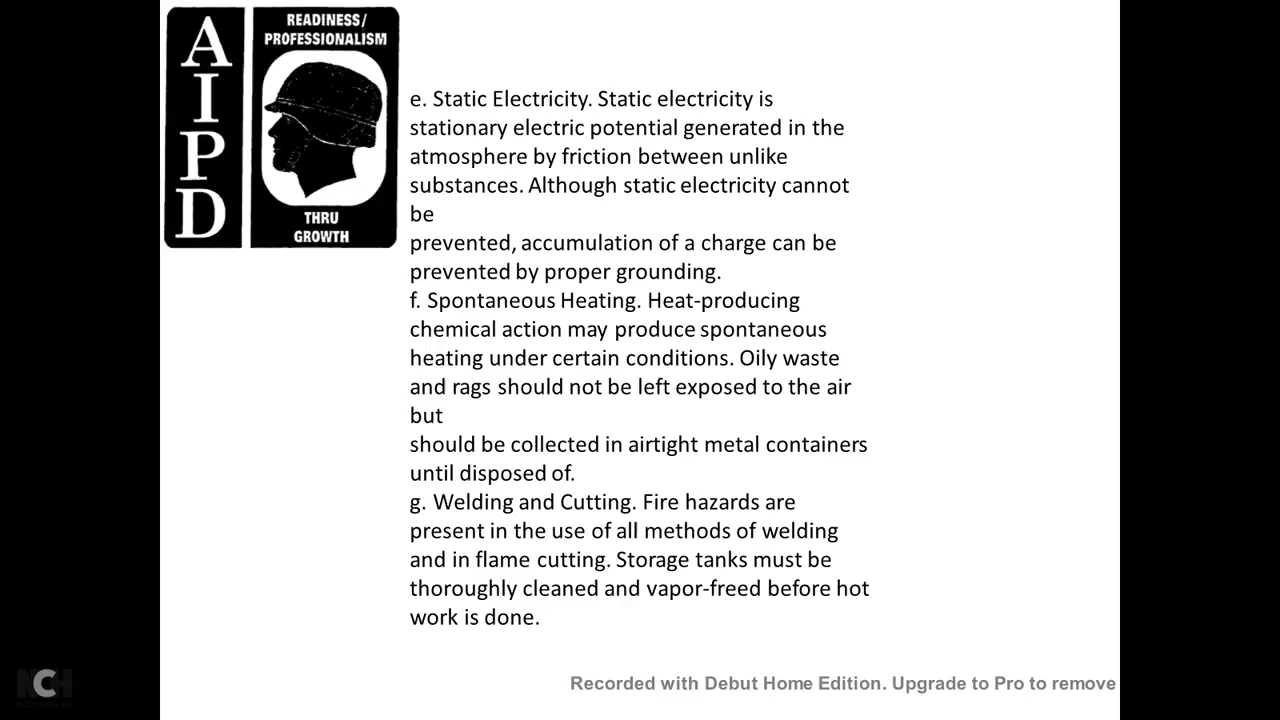 A
I
P
D
READINESS/
PROFESSIONALISM
THRU
GROWTH
e. Static Electricity. Static electricity is
stationary electric potential generated in the
atmosphere by friction between unlike
substances. Although static electricity cannot
be
prevented, accumulation of a charge can be
prevented by proper grounding.
f. Spontaneous Heating. Heat-producing
chemical action may produce spontaneous
heating under certain conditions. Oily waste
and rags should not be left exposed to the air
but
should be collected in airtight metal containers
until disposed of.
g. Welding and Cutting. Fire hazards are
present in the use of all methods of welding
and in flame cutting. Storage tanks must be
thoroughly cleaned and vapor-freed before hot
work is done.
Recorded with Debut Home Edition. Upgrade to Pro to remove